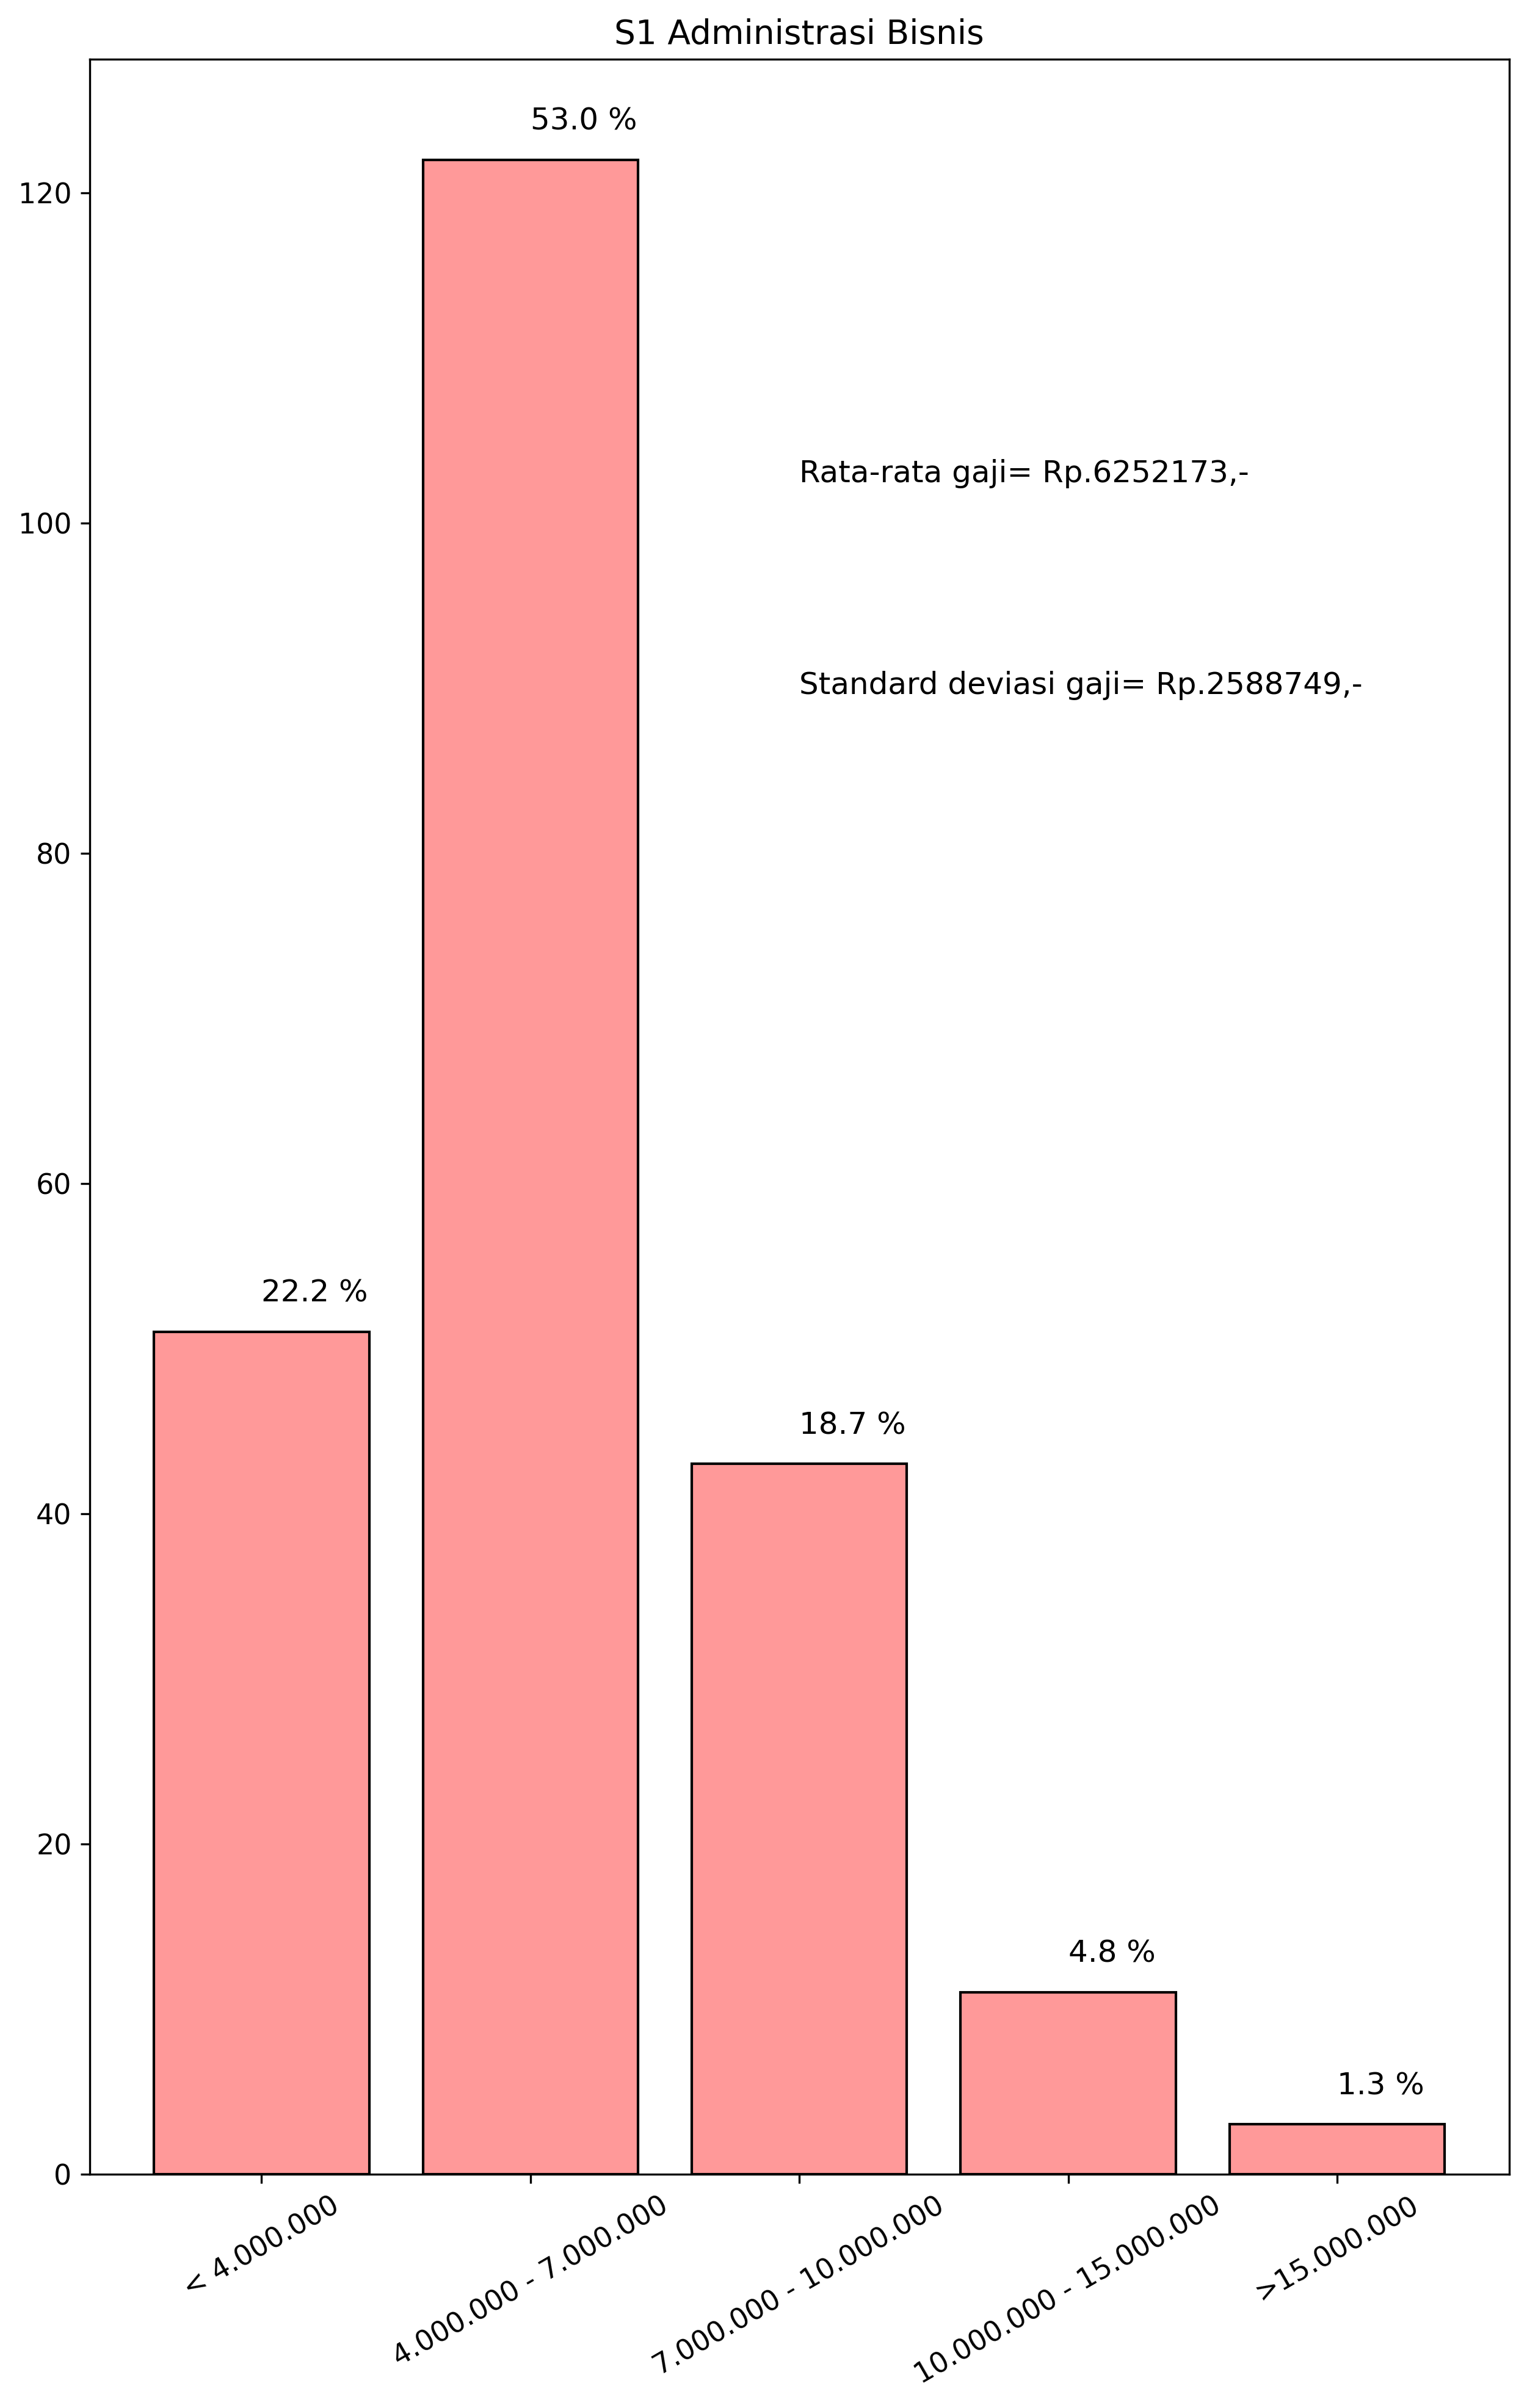 S1 Administrasi Bisnis
53.0 %
120
Rata-rata gaji= Rp.6252173,-
100
Standard deviasi gaji= Rp.2588749,-
80
60
22.2 %
18.7 %
40
4.8 %
20
1.3 %
0
< 4.000.000
4.000.000 - 7.000.000
7.000.000 - 10.000.000
10.000.000 - 15.000.000
>15.000.000